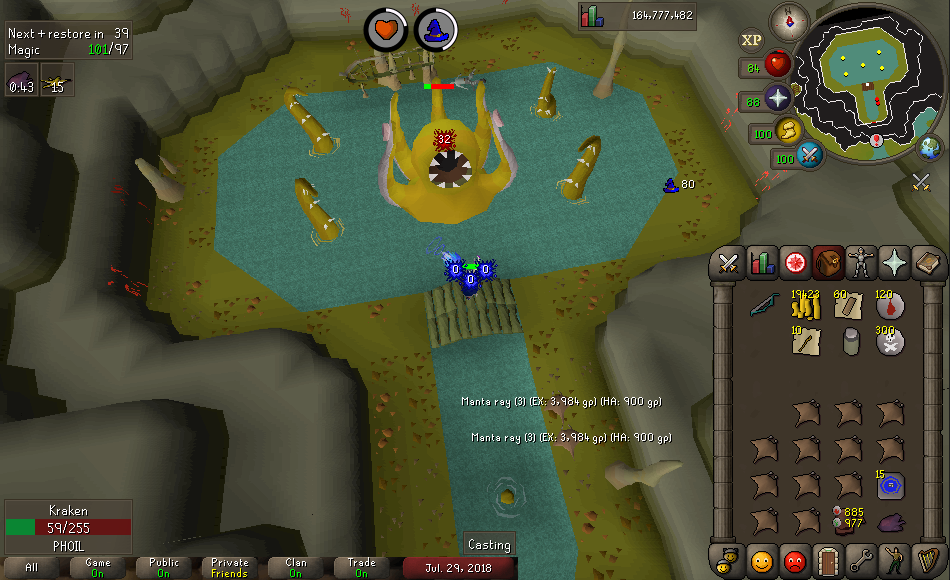 Next + restore in 39
Magic 101/97
0:43
15
164,777,482
XP
84
88
100
100
32
80
0
0
0
19423
60
120
10
300
Manta ray (3) (EX: 3,984 gp) (HA: 900 gp)
Manta ray (3) (EX: 3,984 gp) (HA: 900 gp)
15
885
977
Kraken
59/255
PHOIL
Casting
All
Game
On
Public
On
Private
Friends
Clan
On
Trade
On
Jul. 29, 2018